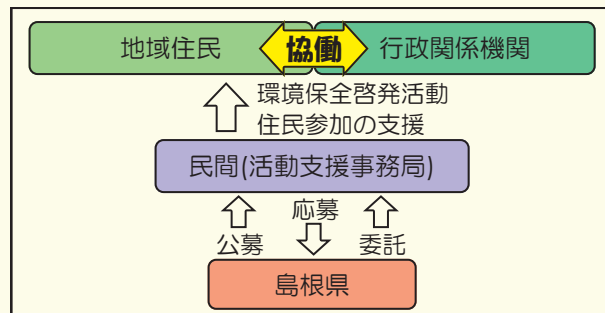 地域住民
協働
行政関係機関
環境保全啓発活動
住民参加の支援
民間(活動支援事務局)
公募
応募
委託
島根県